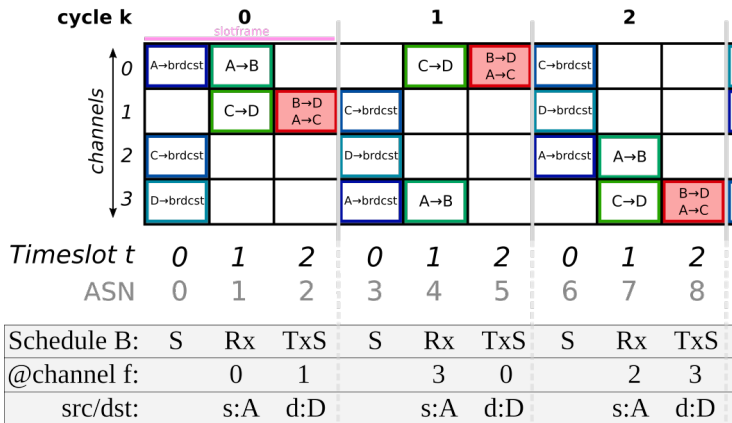 cycle k 0 1 2
slotframe
0 A→brdcst A→B C→D B→D A→C C→brdcst
1 C→D B→D A→C C→brdcst D→brdcst
2 C→brdcst D→brdcst A→brdcst A→B
3 D→brdcst A→brdcst A→B C→D B→D A→C
channels
Timeslot t 0 1 2 0 1 2 0 1 2
ASN 0 1 2 3 4 5 6 7 8
Schedule B: S Rx TxS S Rx TxS S Rx TxS
@channel f: 0 1 3 0 2 3
src/dst: s:A d:D s:A d:D s:A d:D